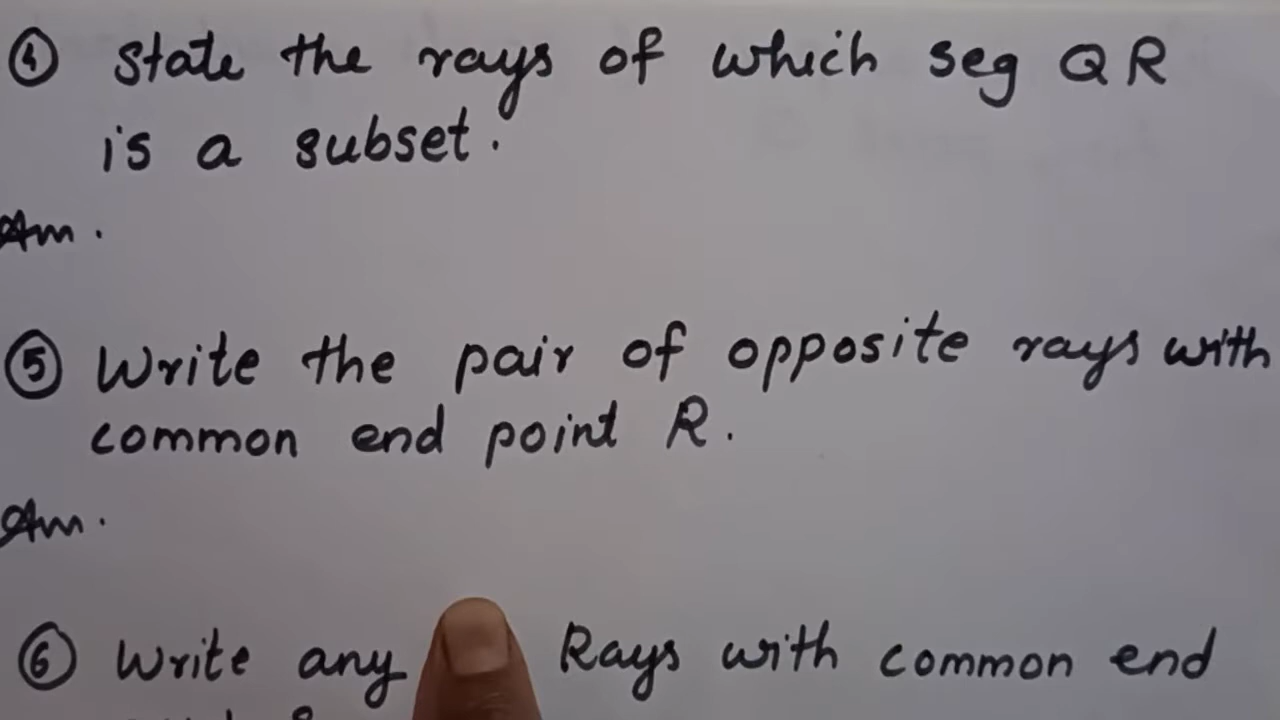 ④ State the rays of which seg QR
is a subset.
Ans.
⑤ Write the pair of opposite rays with
common end point R.
Ans.
⑥ Write any Rays with common end